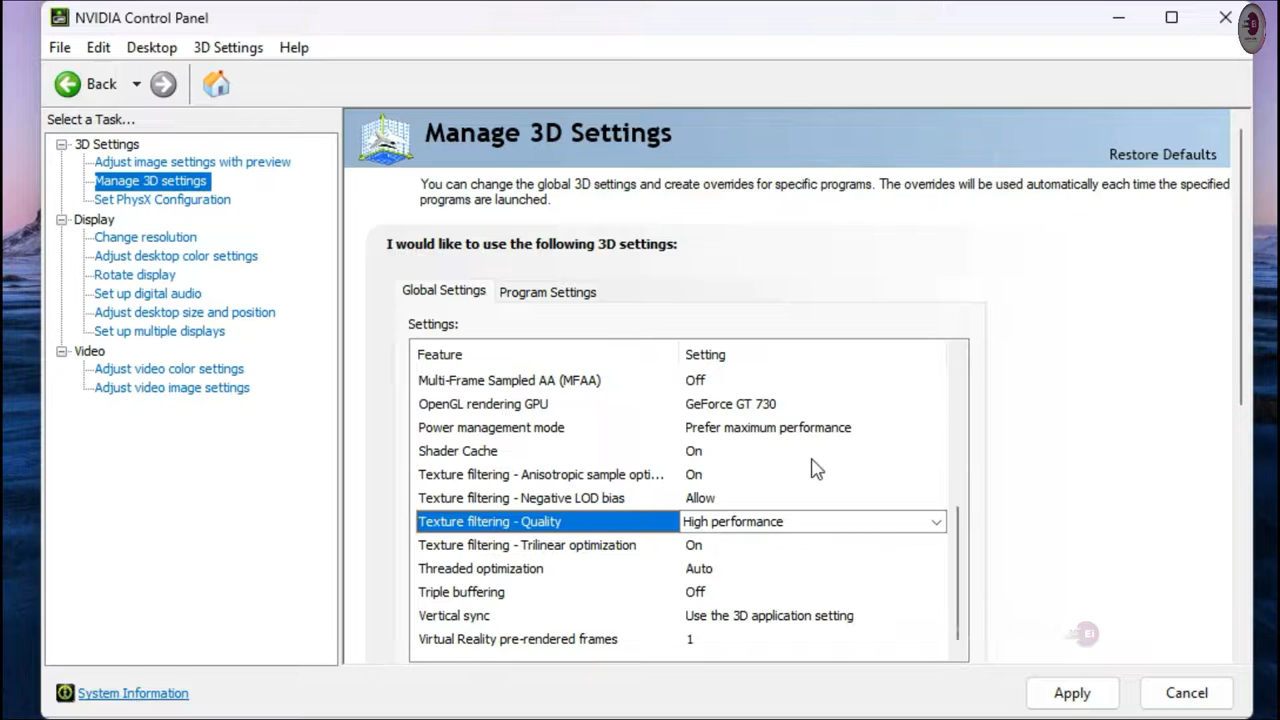 NVIDIA Control Panel
File Edit Desktop 3D Settings Help
Back
Select a Task...
3D Settings
Adjust image settings with preview
Manage 3D settings
Set PhysX Configuration
Display
Change resolution
Adjust desktop color settings
Rotate display
Set up digital audio
Adjust desktop size and position
Set up multiple displays
Video
Adjust video color settings
Adjust video image settings
System Information
Manage 3D Settings
Restore Defaults
You can change the global 3D settings and create overrides for specific programs. The overrides will be used automatically each time the specified
programs are launched.
I would like to use the following 3D settings:
Global Settings Program Settings
Settings:
Feature Setting
Multi-Frame Sampled AA (MFAA) Off
OpenGL rendering GPU GeForce GT 730
Power management mode Prefer maximum performance
Shader Cache On
Texture filtering - Anisotropic sample opti... On
Texture filtering - Negative LOD bias Allow
Texture filtering - Quality High performance
Texture filtering - Trilinear optimization On
Threaded optimization Auto
Triple buffering Off
Vertical sync Use the 3D application setting
Virtual Reality pre-rendered frames 1
Apply Cancel